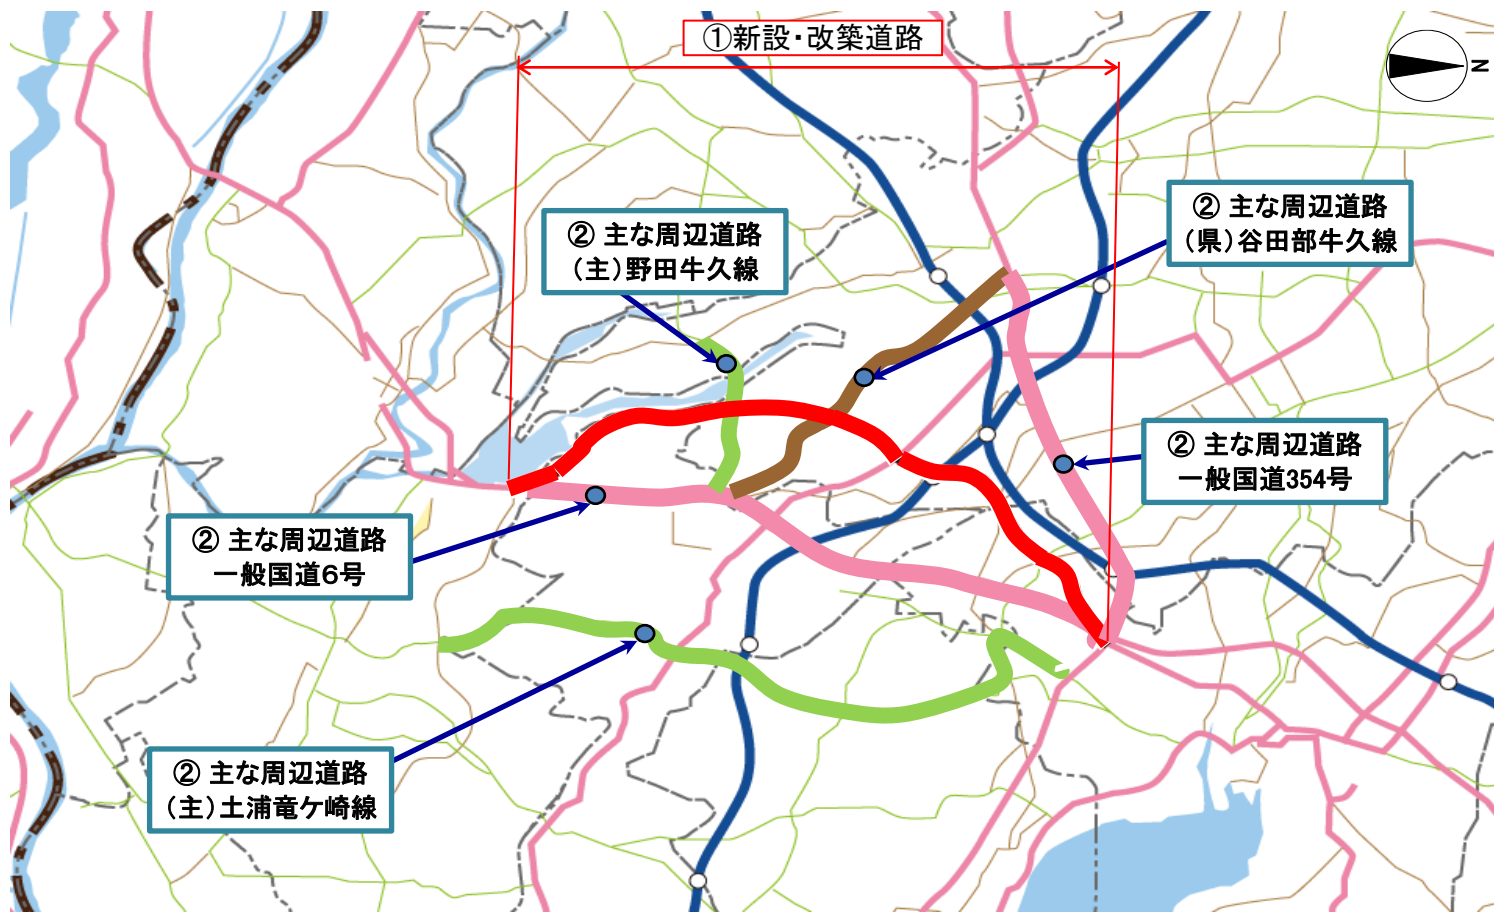 ①新設・改築道路
N
② 主な周辺道路
（県）谷田部牛久線
② 主な周辺道路
（主）野田牛久線
② 主な周辺道路
一般国道354号
② 主な周辺道路
一般国道６号
② 主な周辺道路
（主）土浦竜ケ崎線